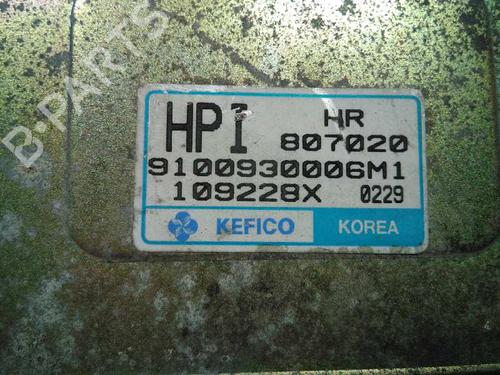 HPI HR
807020
9100930006M1
109228X 0229
KEFICO KOREA
B-PARTS